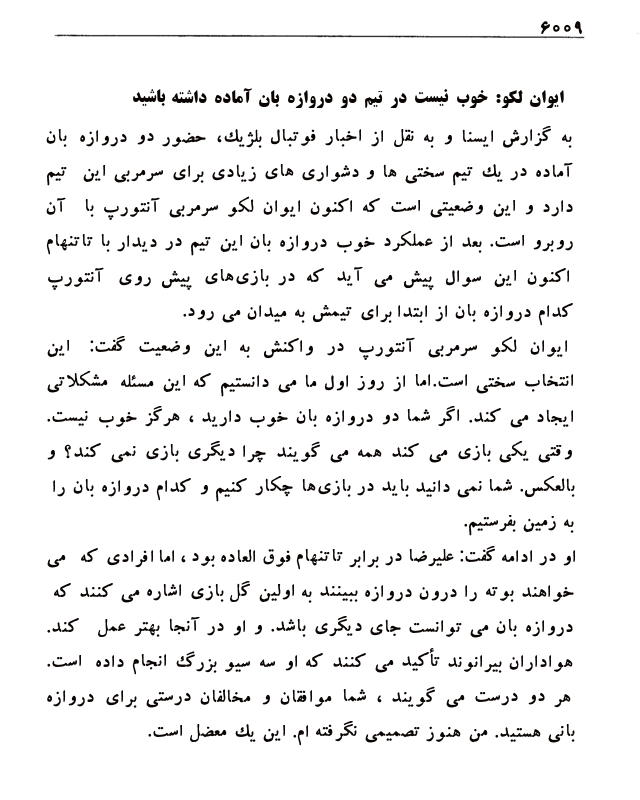 ۶۰۰۹
ایوان لکو: خوب نیست در تیم دو دروازه بان آماده داشته باشید
به گزارش ایسنا و به نقل از اخبار فوتبال بلژیك، حضور دو دروازه بان
آماده در یك تیم سختی ها و دشواری های زیادی برای سرمربی این تیم
دارد و این وضعیتی است که اکنون ایوان لکو سرمربی آنتورپ با آن
روبرو است. بعد از عملکرد خوب دروازه بان این تیم در دیدار با تاتنهام
اکنون این سوال پیش می آید که در بازی‌های پیش روی آنتورپ
کدام دروازه بان از ابتدا برای تیمش به میدان می رود.
ایوان لکو سرمربی آنتورپ در واکنش به این وضعیت گفت: این
انتخاب سختی است.اما از روز اول ما می دانستیم که این مسئله مشکلاتی
ایجاد می کند. اگر شما دو دروازه بان خوب دارید ، هرگز خوب نیست.
وقتی یکی بازی می کند همه می گویند چرا دیگری بازی نمی کند؟ و
بالعکس. شما نمی دانید باید در بازی‌ها چکار کنیم و کدام دروازه بان را
به زمین بفرستیم.
او در ادامه گفت: علیرضا در برابر تاتنهام فوق العاده بود ، اما افرادی که می
خواهند بوته را درون دروازه ببینند به اولین گل بازی اشاره می کنند که
دروازه بان می توانست جای دیگری باشد. و او در آنجا بهتر عمل کند.
هواداران بیرانوند تأکید می کنند که او سه سیو بزرگ انجام داده است.
هر دو درست می گویند ، شما موافقان و مخالفان درستی برای دروازه
بانی هستید. من هنوز تصمیمی نگرفته ام. این یك معضل است.